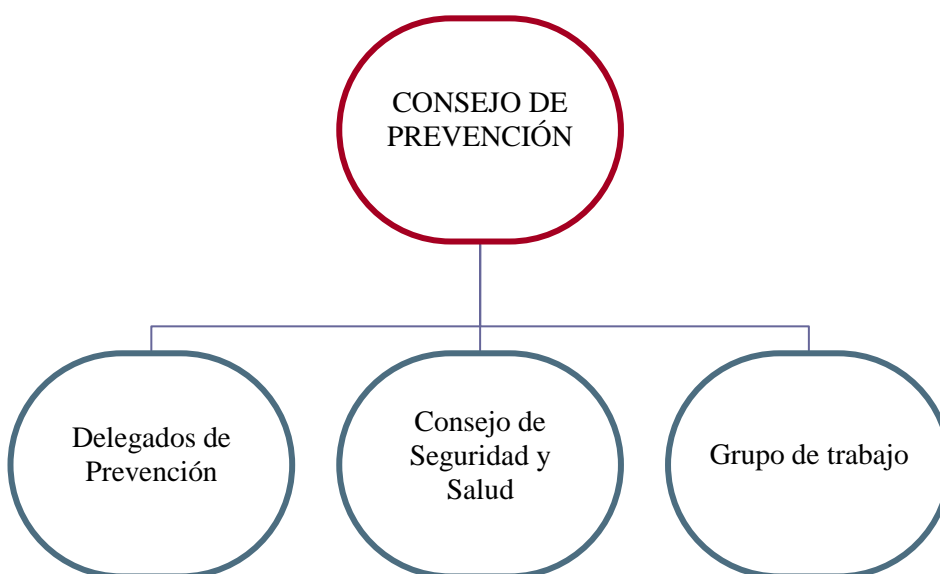 CONSEJO DE
PREVENCIÓN
Delegados de
Prevención
Consejo de
Seguridad y
Salud
Grupo de trabajo